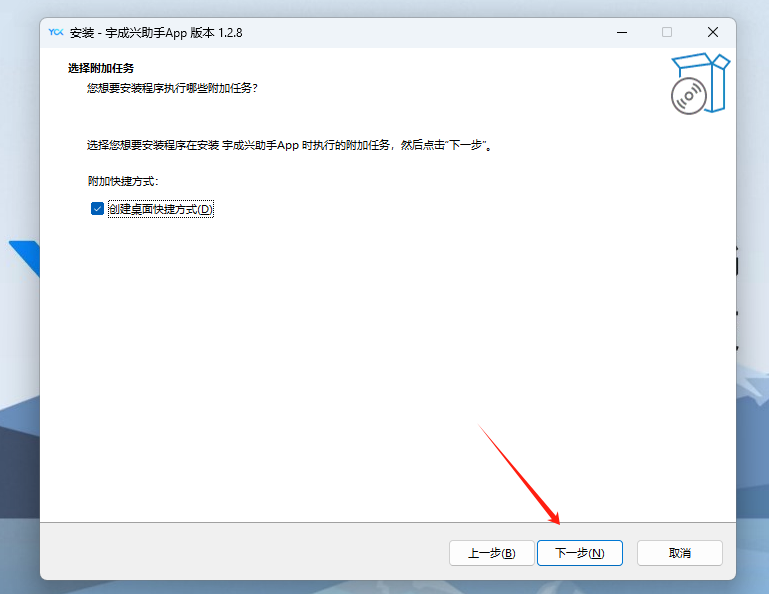 YCX 安装 - 宇成兴助手App 版本 1.2.8
选择附加任务
您想要安装程序执行哪些附加任务?
选择您想要安装程序在安装 宇成兴助手App 时执行的附加任务，然后点击“下一步”。
附加快捷方式:
创建桌面快捷方式(D)
上一步(B)
下一步(N)
取消